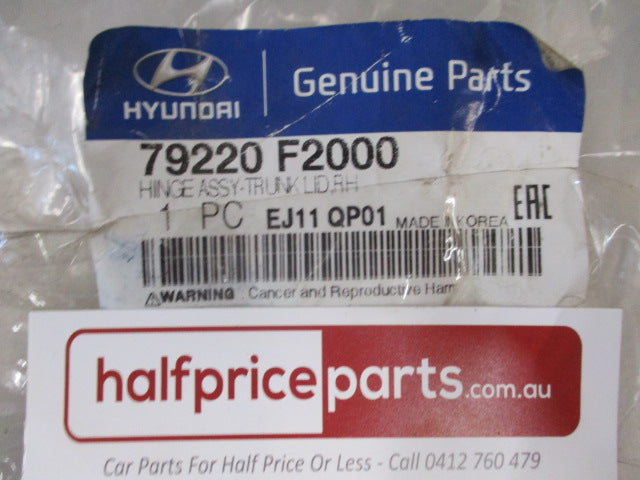 HYUNDAI
Genuine Parts
79220 F2000
HINGE ASSY-TRUNK LID,RH
1 PC EJ11 QP01 MADE IN KOREA
EAC
WARNING : Cancer and Reproductive Harm
halfpriceparts.com.au
Car Parts For Half Price Or Less - Call 0412 760 479